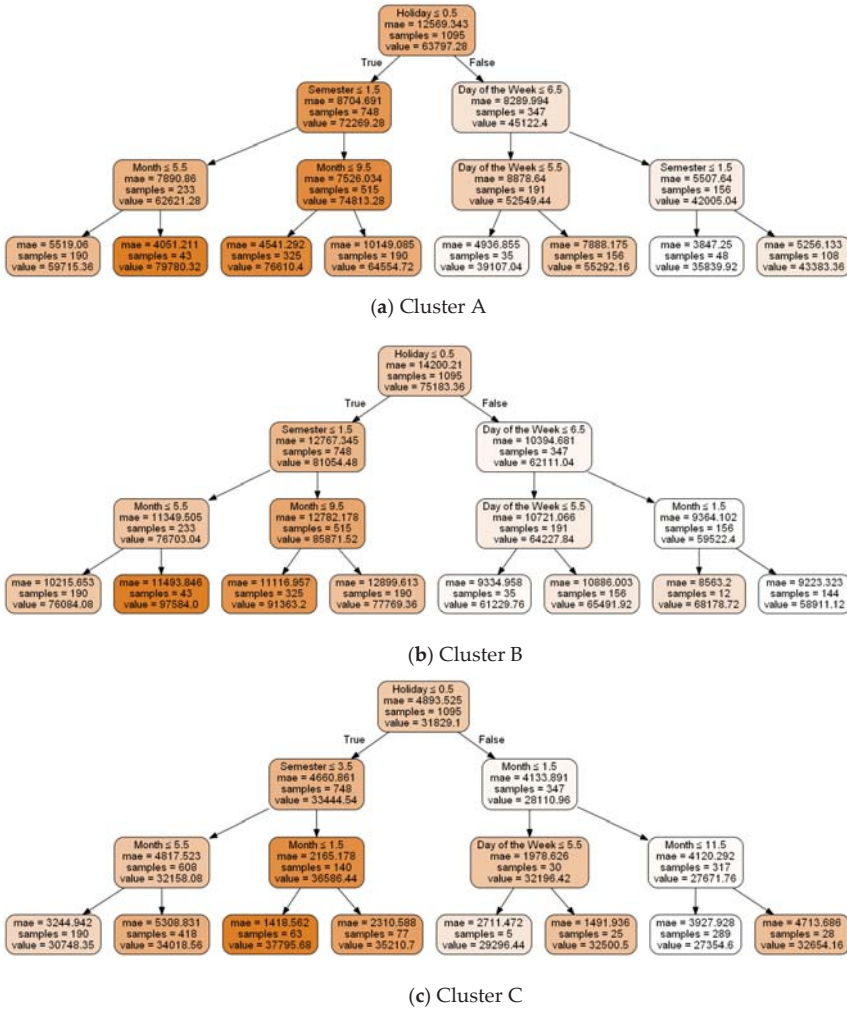 Holiday ≤ 0.5
mae = 12569.343
samples = 1095
value = 63797.28
True
False
Semester ≤ 1.5
mae = 8704.691
samples = 748
value = 72269.28
Day of the Week ≤ 6.5
mae = 8289.994
samples = 347
value = 45122.4
Month ≤ 5.5
mae = 7890.86
samples = 233
value = 62621.28
Month ≤ 9.5
mae = 7526.034
samples = 515
value = 74813.28
Day of the Week ≤ 5.5
mae = 8878.64
samples = 191
value = 52549.44
Semester ≤ 1.5
mae = 5507.64
samples = 156
value = 42005.04
mae = 5519.06
samples = 190
value = 59715.36
mae = 4051.211
samples = 43
value = 79780.32
mae = 4541.292
samples = 325
value = 76610.4
mae = 10149.085
samples = 190
value = 64554.72
mae = 4936.855
samples = 35
value = 39107.04
mae = 7888.175
samples = 156
value = 55292.16
mae = 3847.25
samples = 48
value = 35839.92
mae = 5256.133
samples = 108
value = 43383.36
(a) Cluster A
Holiday ≤ 0.5
mae = 14200.21
samples = 1095
value = 75183.36
True
False
Semester ≤ 1.5
mae = 12767.345
samples = 748
value = 81054.48
Day of the Week ≤ 6.5
mae = 10394.681
samples = 347
value = 62111.04
Month ≤ 5.5
mae = 11349.505
samples = 233
value = 76703.04
Month ≤ 9.5
mae = 12782.178
samples = 515
value = 85871.52
Day of the Week ≤ 5.5
mae = 10721.066
samples = 191
value = 64227.84
Month ≤ 1.5
mae = 9364.102
samples = 156
value = 59522.4
mae = 10215.653
samples = 190
value = 76084.08
mae = 11493.846
samples = 43
value = 97584.0
mae = 11116.957
samples = 325
value = 91363.2
mae = 12899.613
samples = 190
value = 77769.36
mae = 9334.958
samples = 35
value = 61229.76
mae = 10886.003
samples = 156
value = 65491.92
mae = 8563.2
samples = 12
value = 68178.72
mae = 9223.323
samples = 144
value = 58911.12
(b) Cluster B
Holiday ≤ 0.5
mae = 4893.525
samples = 1095
value = 31829.1
True
False
Semester ≤ 3.5
mae = 4660.861
samples = 748
value = 33444.54
Month ≤ 1.5
mae = 4133.891
samples = 347
value = 28110.96
Month ≤ 5.5
mae = 4817.523
samples = 608
value = 32158.08
Month ≤ 1.5
mae = 2165.178
samples = 140
value = 36586.44
Day of the Week ≤ 5.5
mae = 1978.626
samples = 30
value = 32196.42
Month ≤ 11.5
mae = 4120.292
samples = 317
value = 27671.76
mae = 3244.942
samples = 190
value = 30748.35
mae = 5308.831
samples = 418
value = 34018.56
mae = 1418.562
samples = 63
value = 37795.68
mae = 2310.588
samples = 77
value = 35210.7
mae = 2711.472
samples = 5
value = 29296.44
mae = 1491.936
samples = 25
value = 32500.5
mae = 3927.928
samples = 289
value = 27354.6
mae = 4713.686
samples = 28
value = 32654.16
(c) Cluster C